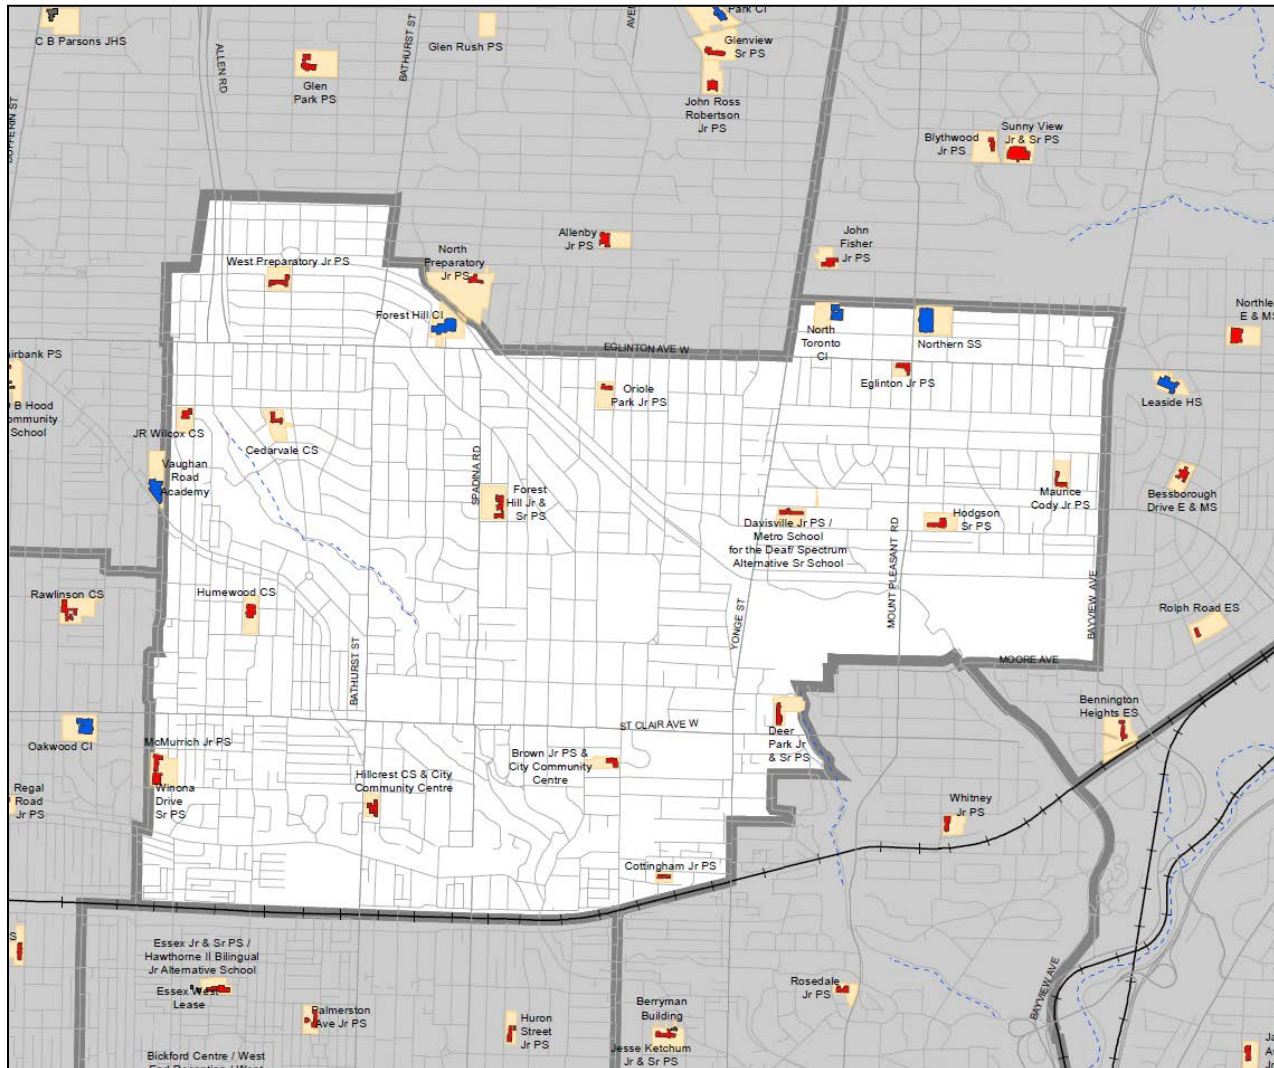 C B Parsons JHS
ALLEN RD
Glen
Park PS
BATHURST ST
Glen Rush PS
Park CI
Glenview
Sr PS
John Ross
Robertson
Jr PS
DUFFERIN ST
Blythwood
Jr PS
Sunny View
Jr & Sr PS
Allenby
Jr PS
John
Fisher
Jr PS
West Preparatory Jr PS
North
Preparatory
Jr PS
Forest Hill CI
EGLINTON AVE W
North
Toronto
CI
Northern SS
E & MS
Eglinton Jr PS
Leaside HS
Oriole
Park Jr PS
JR Wilcox CS
Cedarvale CS
School
Vaughan
Road
Academy
SPADINA RD
Forest
Hill Jr &
Sr PS
Davisville Jr PS /
Metro School
for the Deaf/ Spectrum
Alternative Sr School
MOUNT PLEASANT RD
Hodgson
Sr PS
Maurice
Cody Jr PS
Bessborough
Drive E & MS
Rawlinson CS
Humewood CS
BATHURST ST
YONGE ST
BAYVIEW AVE
Rolph Road ES
MOORE AVE
Bennington
Heights ES
Oakwood CI
McMurrich Jr PS
ST CLAIR AVE W
Deer
Park Jr
& Sr PS
Brown Jr PS &
City Community
Centre
Hillcrest CS & City
Community Centre
Winona
Drive
Sr PS
Regal
Road
Jr PS
Whitney
Jr PS
Cottingham Jr PS
Essex Jr & Sr PS /
Hawthorne II Bilingual
Jr Alternative School
Essex West
Lease
Palmerston
Ave Jr PS
Huron
Street
Jr PS
Berryman
Building
Jesse Ketchum
Jr & Sr PS
Rosedale
Jr PS
BAYVIEW AVE
Bickford Centre / West